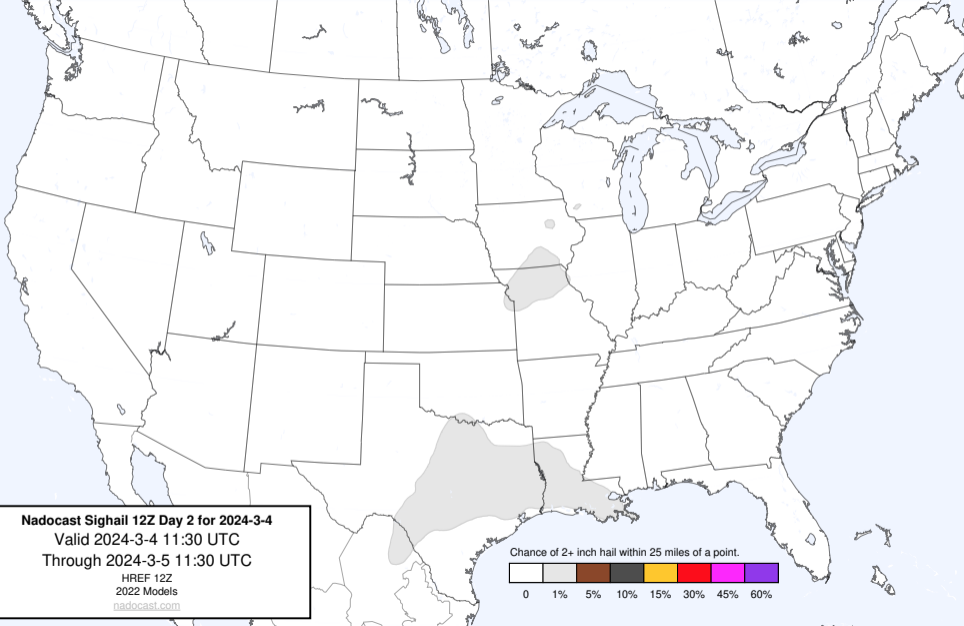 Nadocast Sighail 12Z Day 2 for 2024-3-4
Valid 2024-3-4 11:30 UTC
Through 2024-3-5 11:30 UTC
HREF 12Z
2022 Models
nadocast.com
Chance of 2+ inch hail within 25 miles of a point.
0 1% 5% 10% 15% 30% 45% 60%